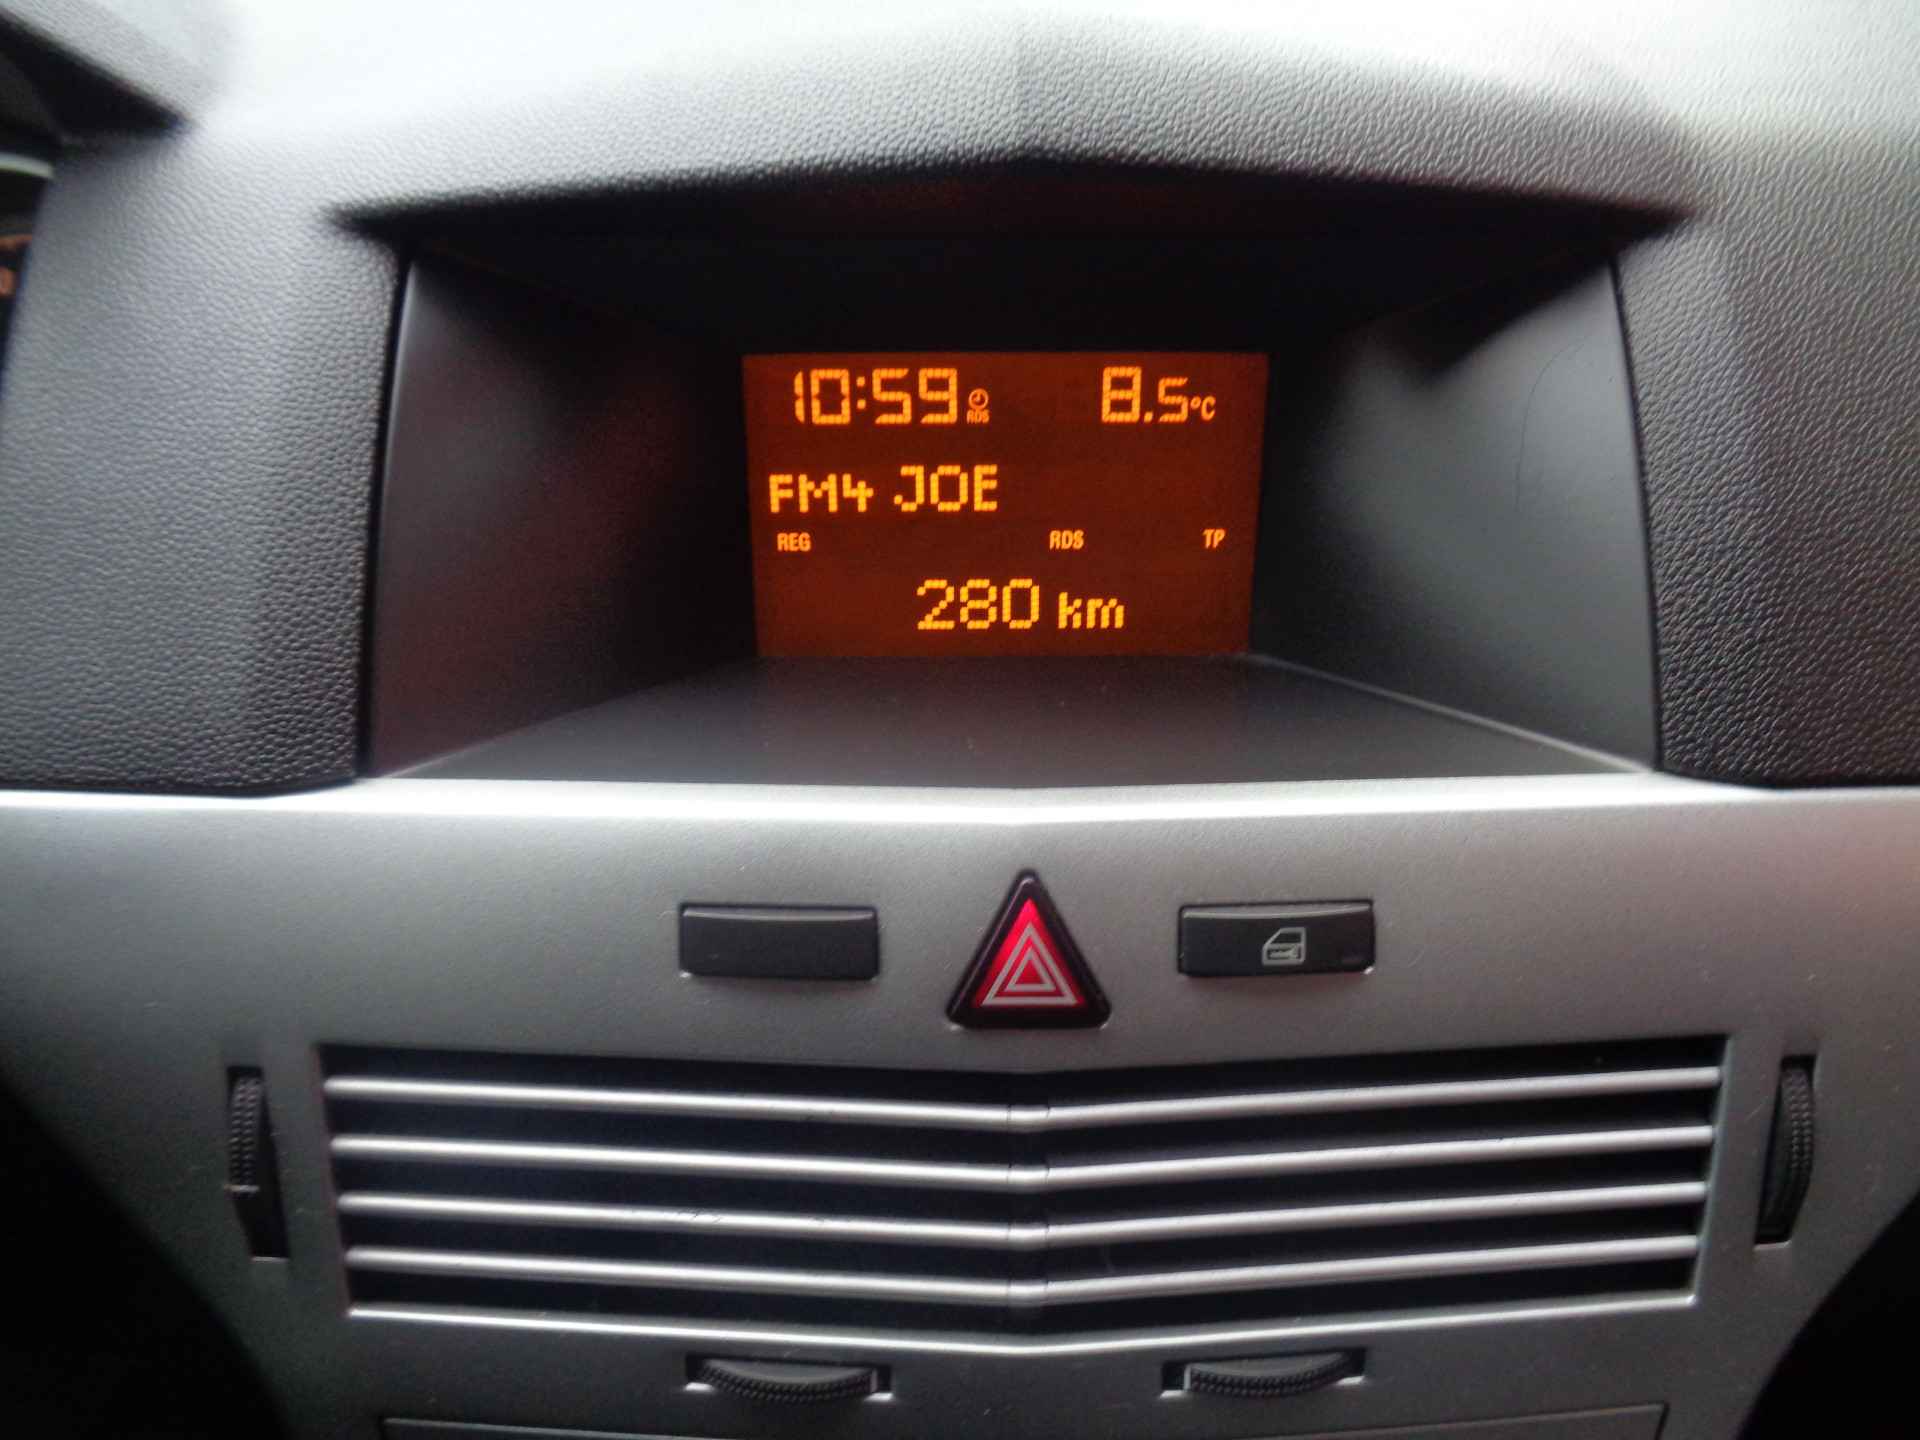 10:59 RDS 8.5°C
FM4 JOE
REG RDS TP
280 km